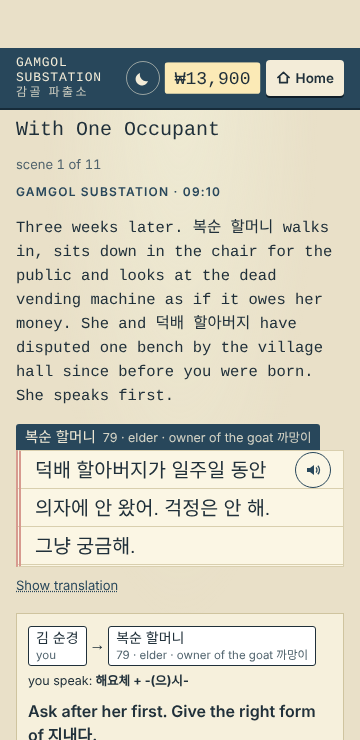 GAMGOL
SUBSTATION
감골 파출소
₩13,900
Home
With One Occupant
scene 1 of 11
GAMGOL SUBSTATION · 09:10
Three weeks later. 복순 할머니 walks
in, sits down in the chair for the
public and looks at the dead
vending machine as if it owes her
money. She and 덕배 할아버지 have
disputed one bench by the village
hall since before you were born.
She speaks first.
복순 할머니 79 · elder · owner of the goat 까망이
덕배 할아버지가 일주일 동안
의자에 안 왔어. 걱정은 안 해.
그냥 궁금해.
Show translation
김 순경
you
→
복순 할머니
79 · elder · owner of the goat 까망이
you speak: 해요체 + -(으)시-
Ask after her first. Give the right form
of 지내다.